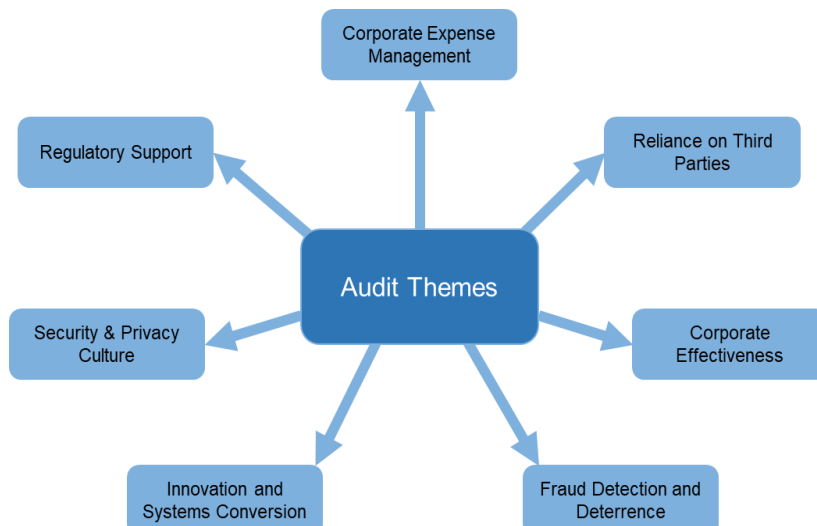 Corporate Expense
Management
Regulatory Support
Reliance on Third
Parties
Audit Themes
Security & Privacy
Culture
Corporate
Effectiveness
Innovation and
Systems Conversion
Fraud Detection and
Deterrence